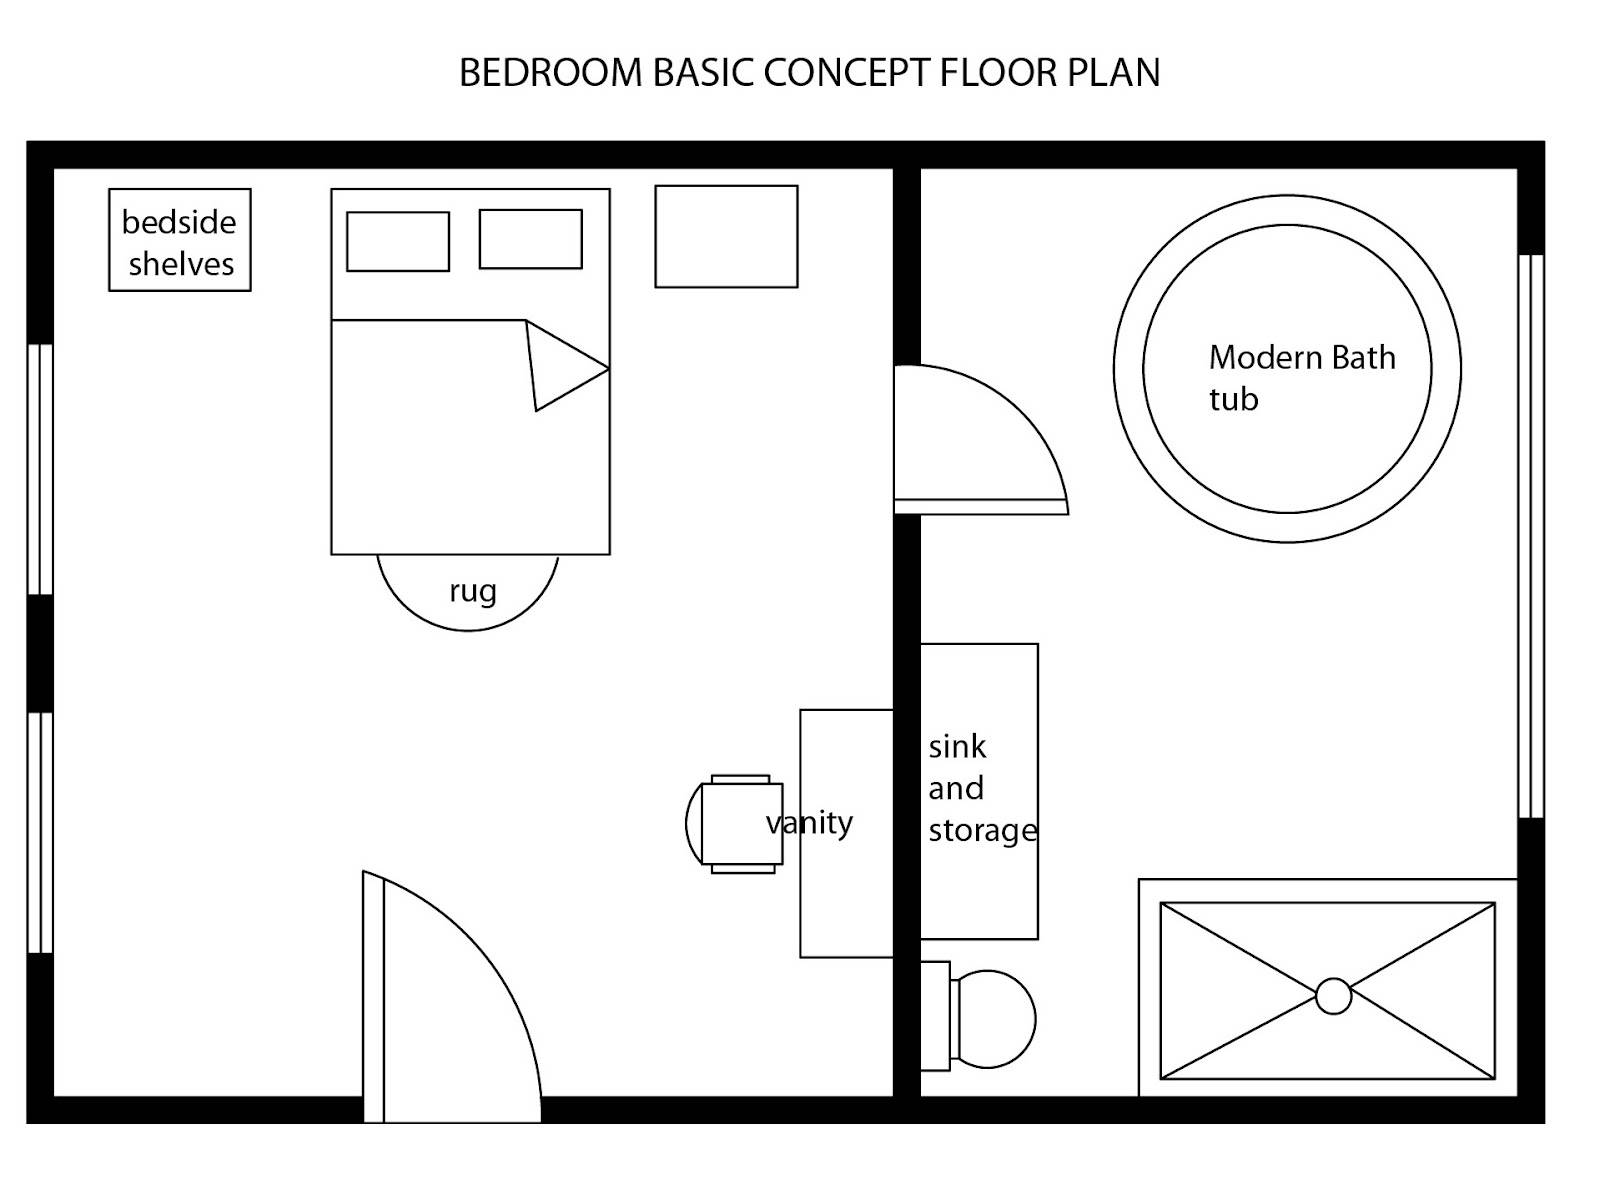 BEDROOM BASIC CONCEPT FLOOR PLAN
bedside
shelves
Modern Bath
tub
rug
vanity
sink
and
storage